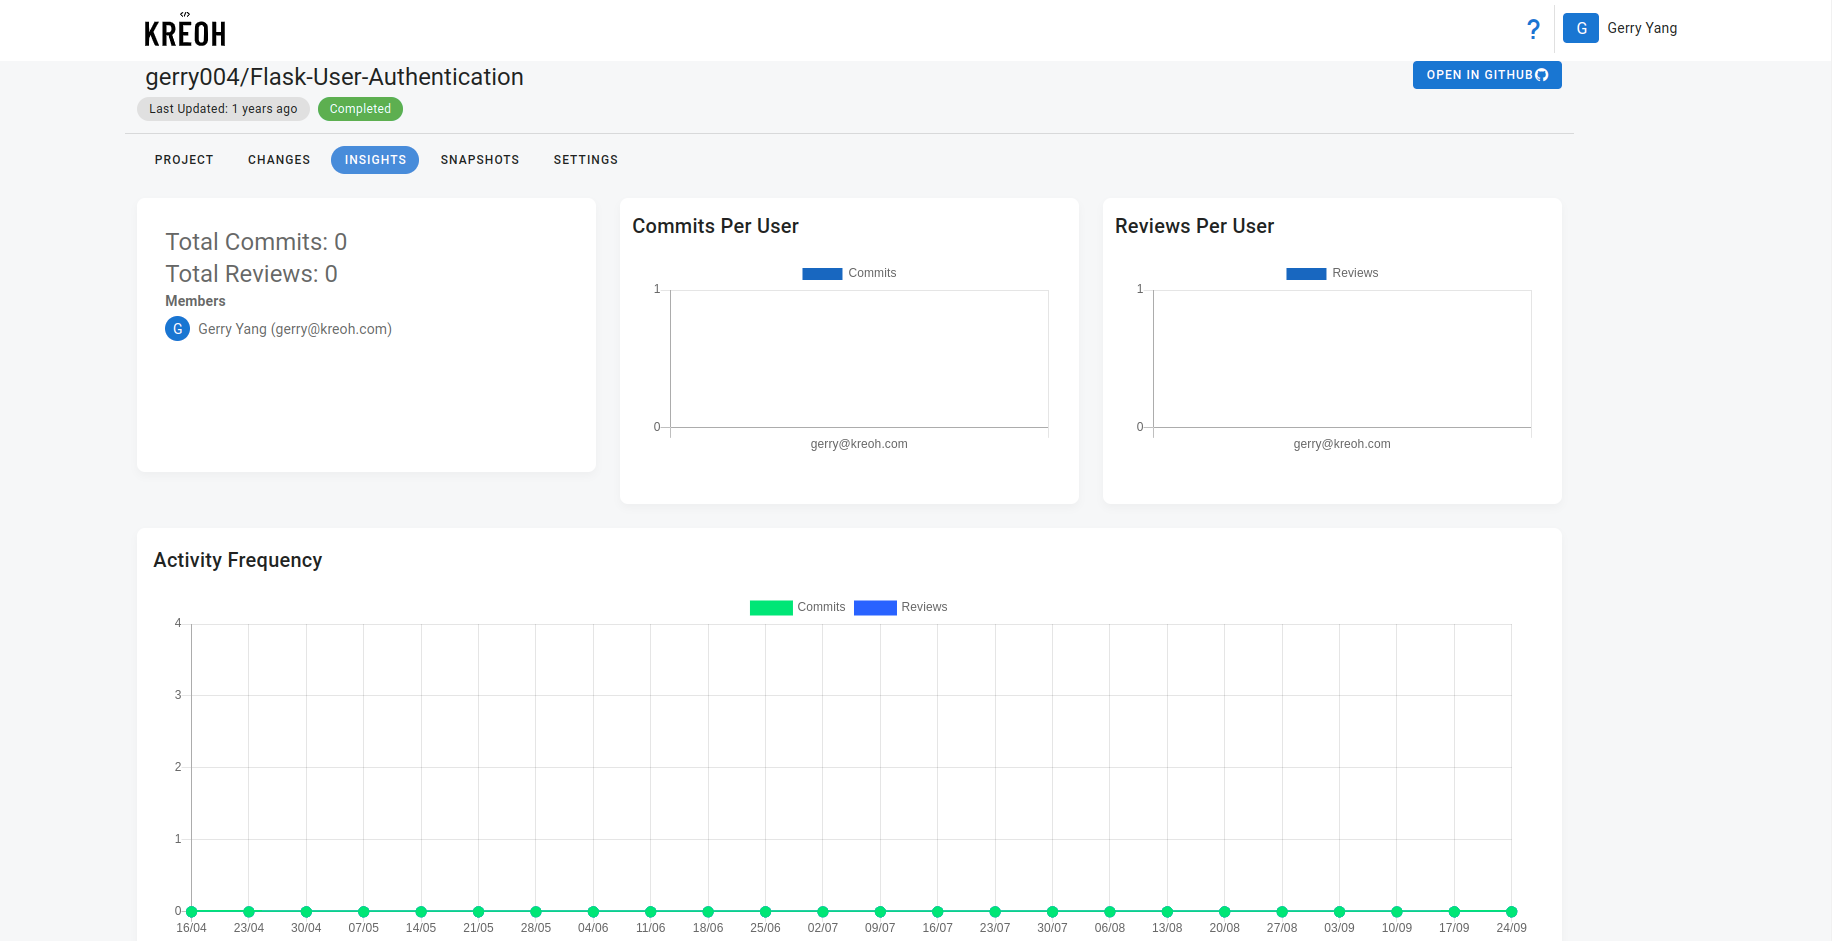 </>
KREOH
?
G
Gerry Yang
gerry004/Flask-User-Authentication
OPEN IN GITHUB
Last Updated: 1 years ago
Completed
PROJECT
CHANGES
INSIGHTS
SNAPSHOTS
SETTINGS
Total Commits: 0
Total Reviews: 0
Members
G
Gerry Yang (gerry@kreoh.com)
Commits Per User
Commits
1
0
gerry@kreoh.com
Reviews Per User
Reviews
1
0
gerry@kreoh.com
Activity Frequency
Commits
Reviews
4
3
2
1
0
16/04 23/04 30/04 07/05 14/05 21/05 28/05 04/06 11/06 18/06 25/06 02/07 09/07 16/07 23/07 30/07 06/08 13/08 20/08 27/08 03/09 10/09 17/09 24/09